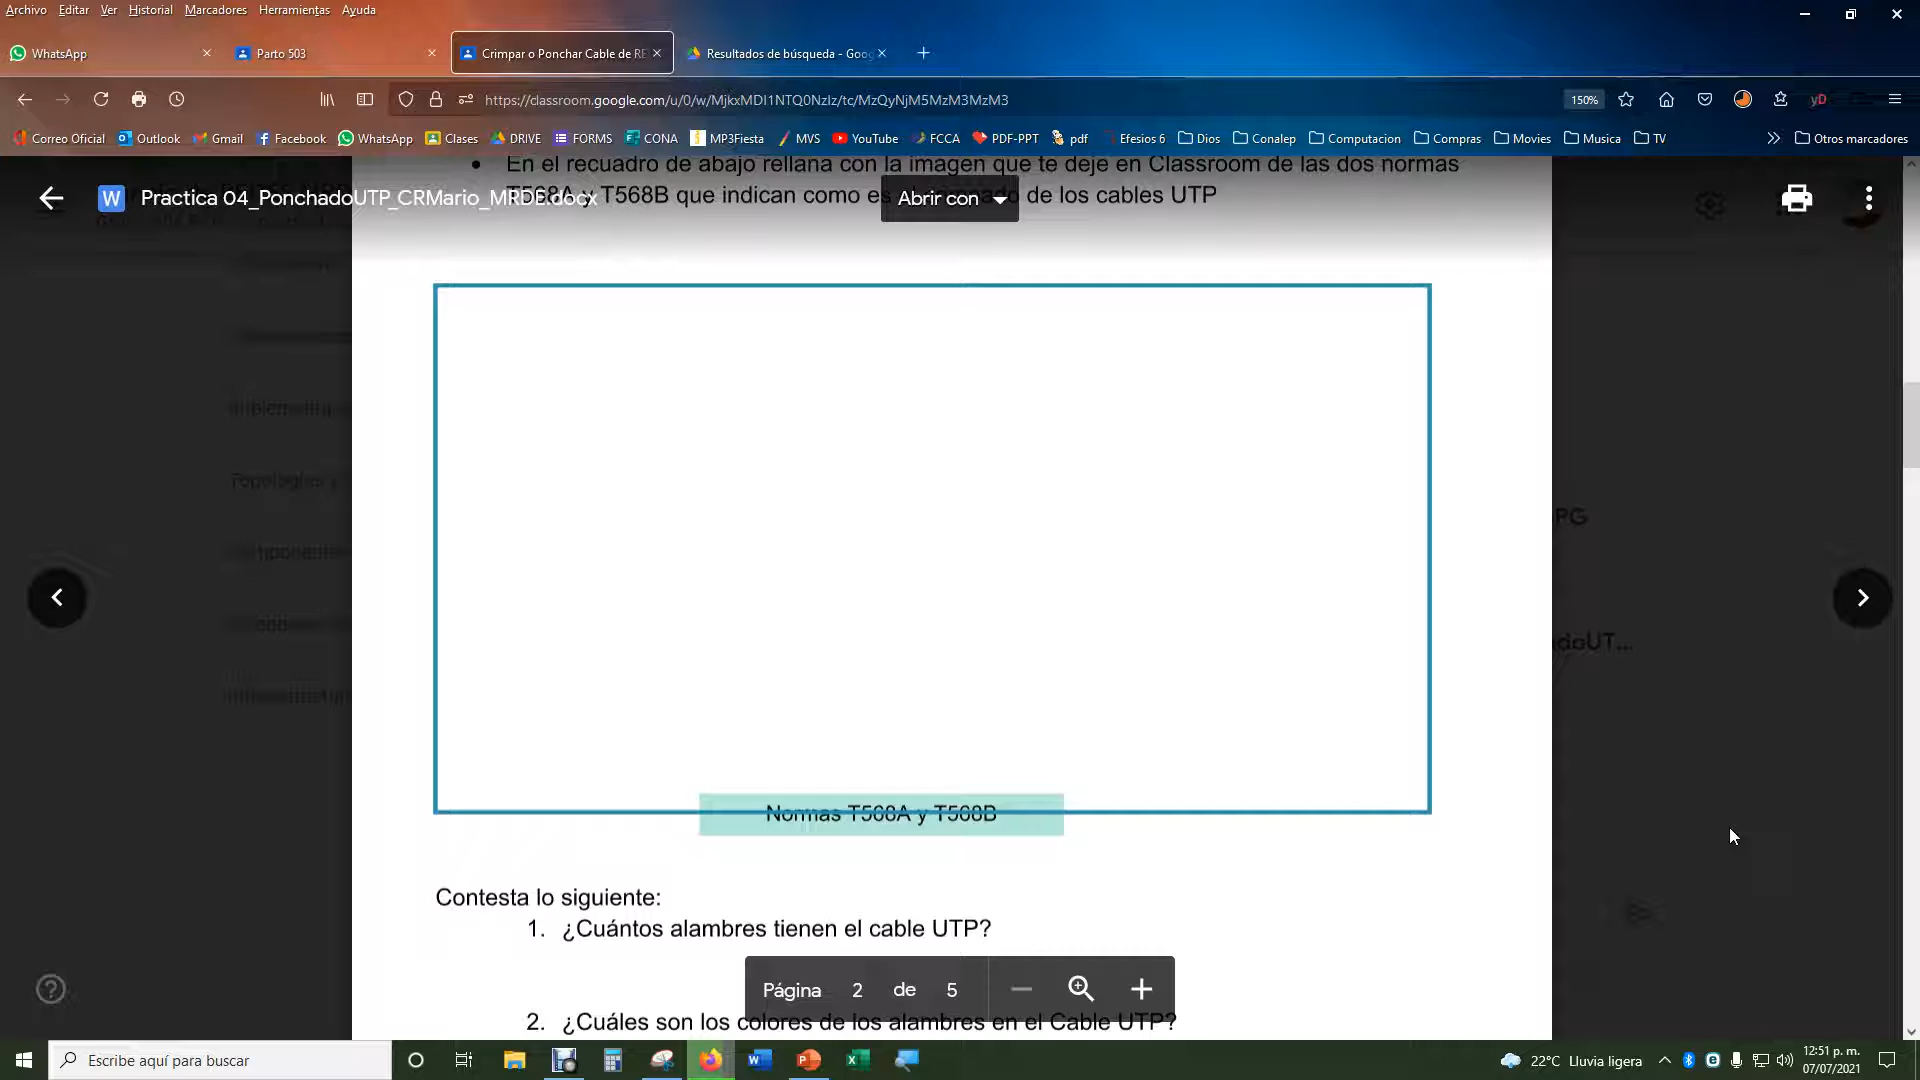 Archivo Editar Ver Historial Marcadores Herramientas Ayuda
WhatsApp
Parto 503
Crimpar o Ponchar Cable de RE
Resultados de búsqueda - Goog
https://classroom.google.com/u/0/w/MjkxMDI1NTQ0NzIz/tc/MzQyNjM5MzM3MzM3
150%
Correo Oficial Outlook Gmail Facebook WhatsApp Clases DRIVE FORMS CONA MP3Fiesta MVS YouTube FCCA PDF-PPT pdf Efesios 6 Dios Conalep Computacion Compras Movies Musica TV Otros marcadores
En el recuadro de abajo rellana con la imagen que te deje en Classroom de las dos normas
T568A y T568B que indican como es de los cables UTP
W Practica 04_PonchadoUTP_CRMario_MRDE.docx
Abrir con
Normas T568A y T568B
Contesta lo siguiente:
1. ¿Cuántos alambres tienen el cable UTP?
Página 2 de 5
2. ¿Cuáles son los colores de los alambres en el Cable UTP?
Escribe aquí para buscar
22°C Lluvia ligera
12:51 p. m.
07/07/2021